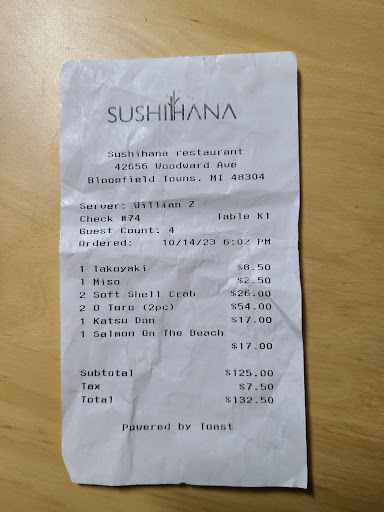 SUSHIHANA
Sushihana restaurant
42656 Woodward Ave
Bloomfield Towns, MI 48304
Server: William Z
Check #74 Table K1
Guest Count: 4
Ordered: 10/14/23 6:02 PM
1 Takoyaki $8.50
1 Miso $2.50
2 Soft Shell Crab $26.00
2 O Toro (2pc) $54.00
1 Katsu Don $17.00
1 Salmon On The Beach
$17.00
Subtotal $125.00
Tax $7.50
Total $132.50
Powered by Toast